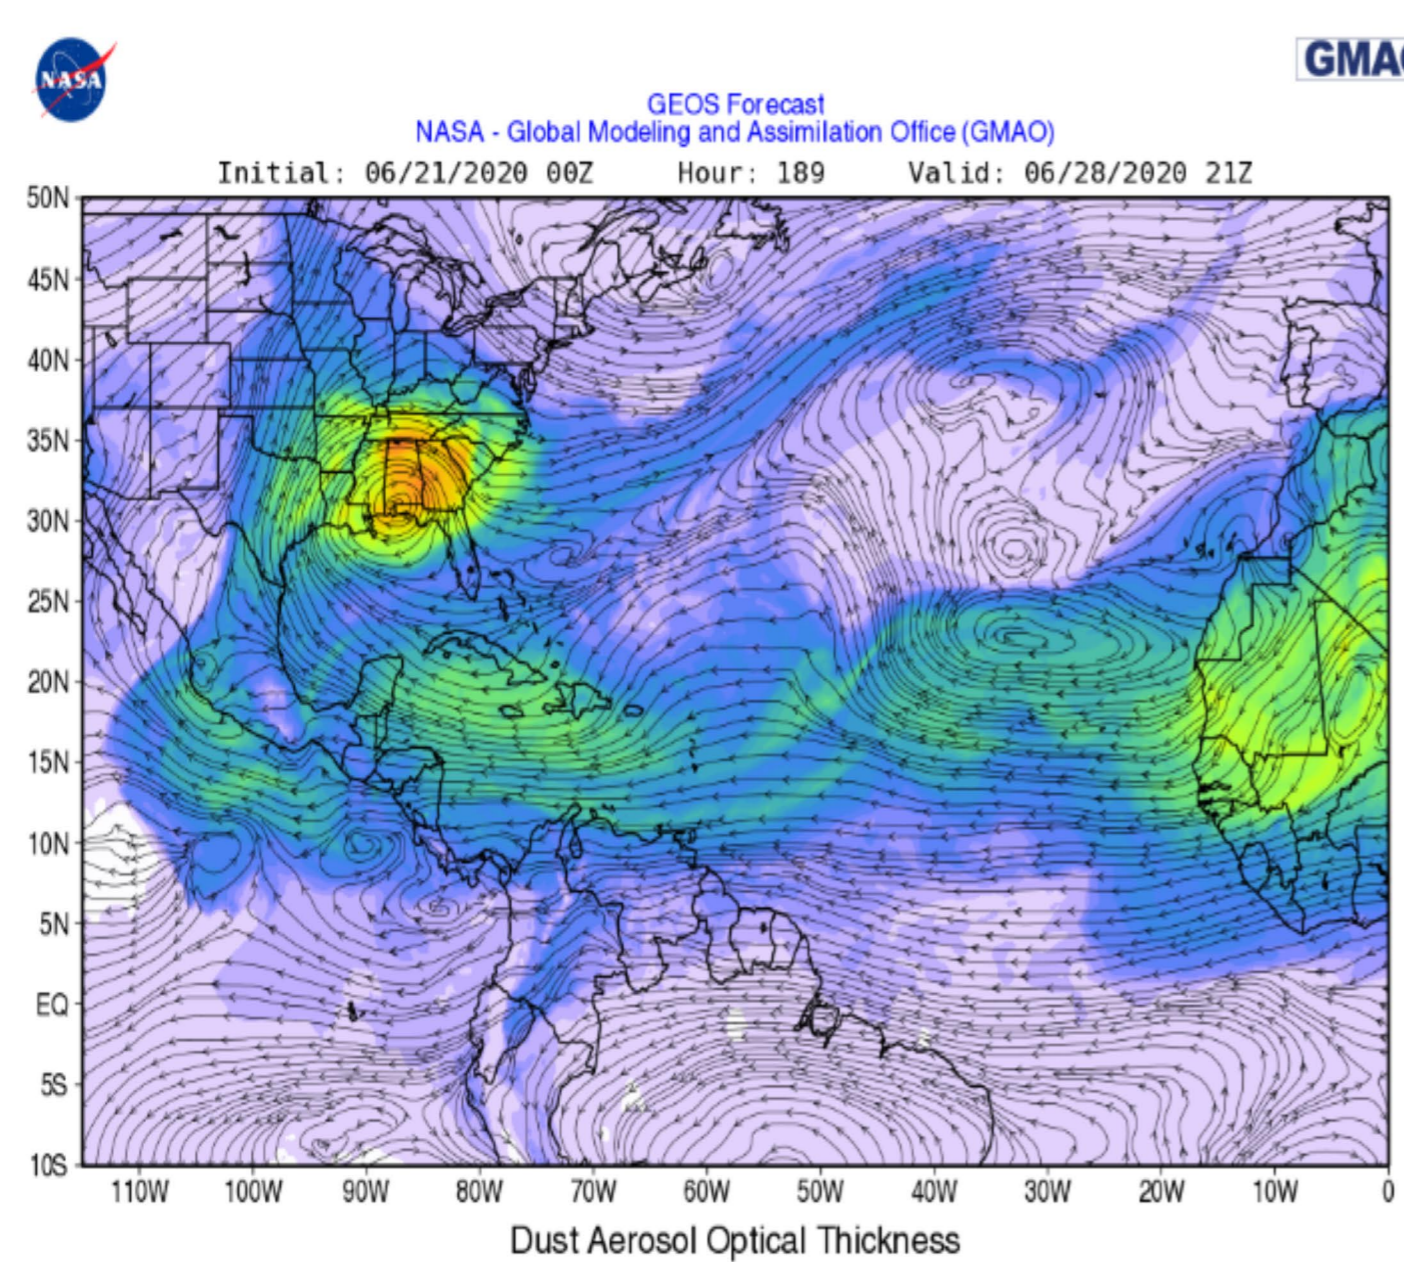 NASA
GMAO
GEOS Forecast
NASA - Global Modeling and Assimilation Office (GMAO)
Initial: 06/21/2020 00Z Hour: 189 Valid: 06/28/2020 21Z
50N
45N
40N
35N
30N
25N
20N
15N
10N
5N
EQ
5S
10S
110W 100W 90W 80W 70W 60W 50W 40W 30W 20W 10W 0
Dust Aerosol Optical Thickness